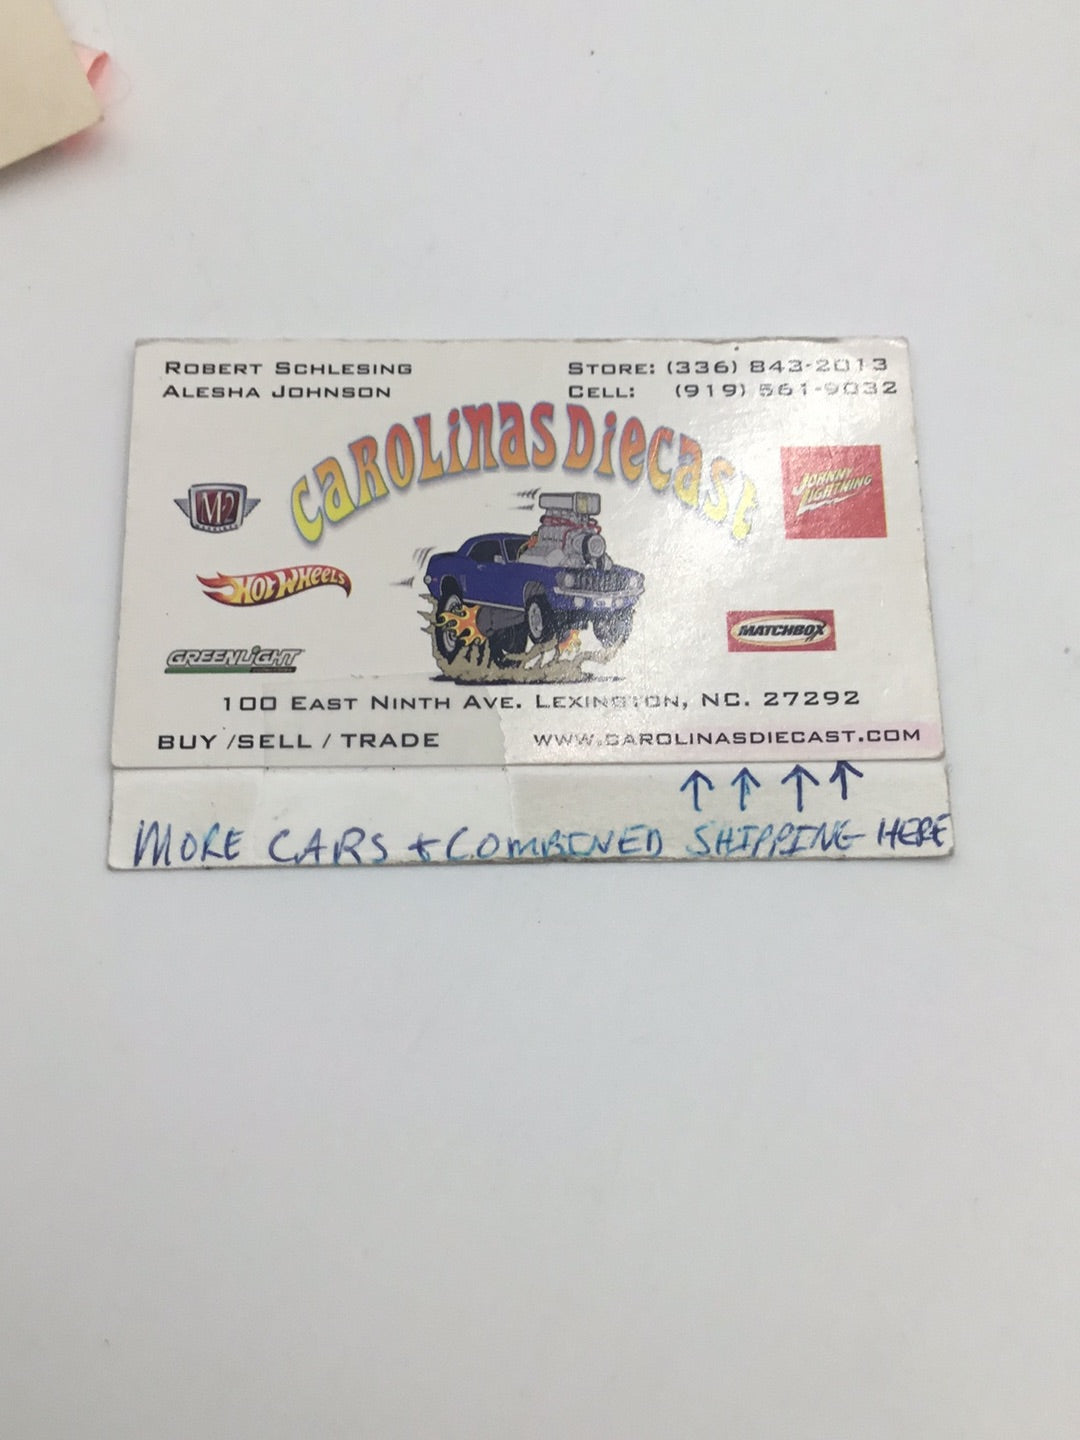 ROBERT SCHLESING
ALESHA JOHNSON
STORE: (336) 843-2013
CELL: (919) 561-9032
CAROLINAS DIECAST
M2
JOHNNY LIGHTNING
HOT WHEELS
MATCHBOX
GREENLIGHT
100 EAST NINTH AVE. LEXINGTON, NC. 27292
BUY /SELL / TRADE
WWW.CAROLINASDIECAST.COM
↑ ↑ ↑ ↑
MORE CARS + COMBINED SHIPPING HERE